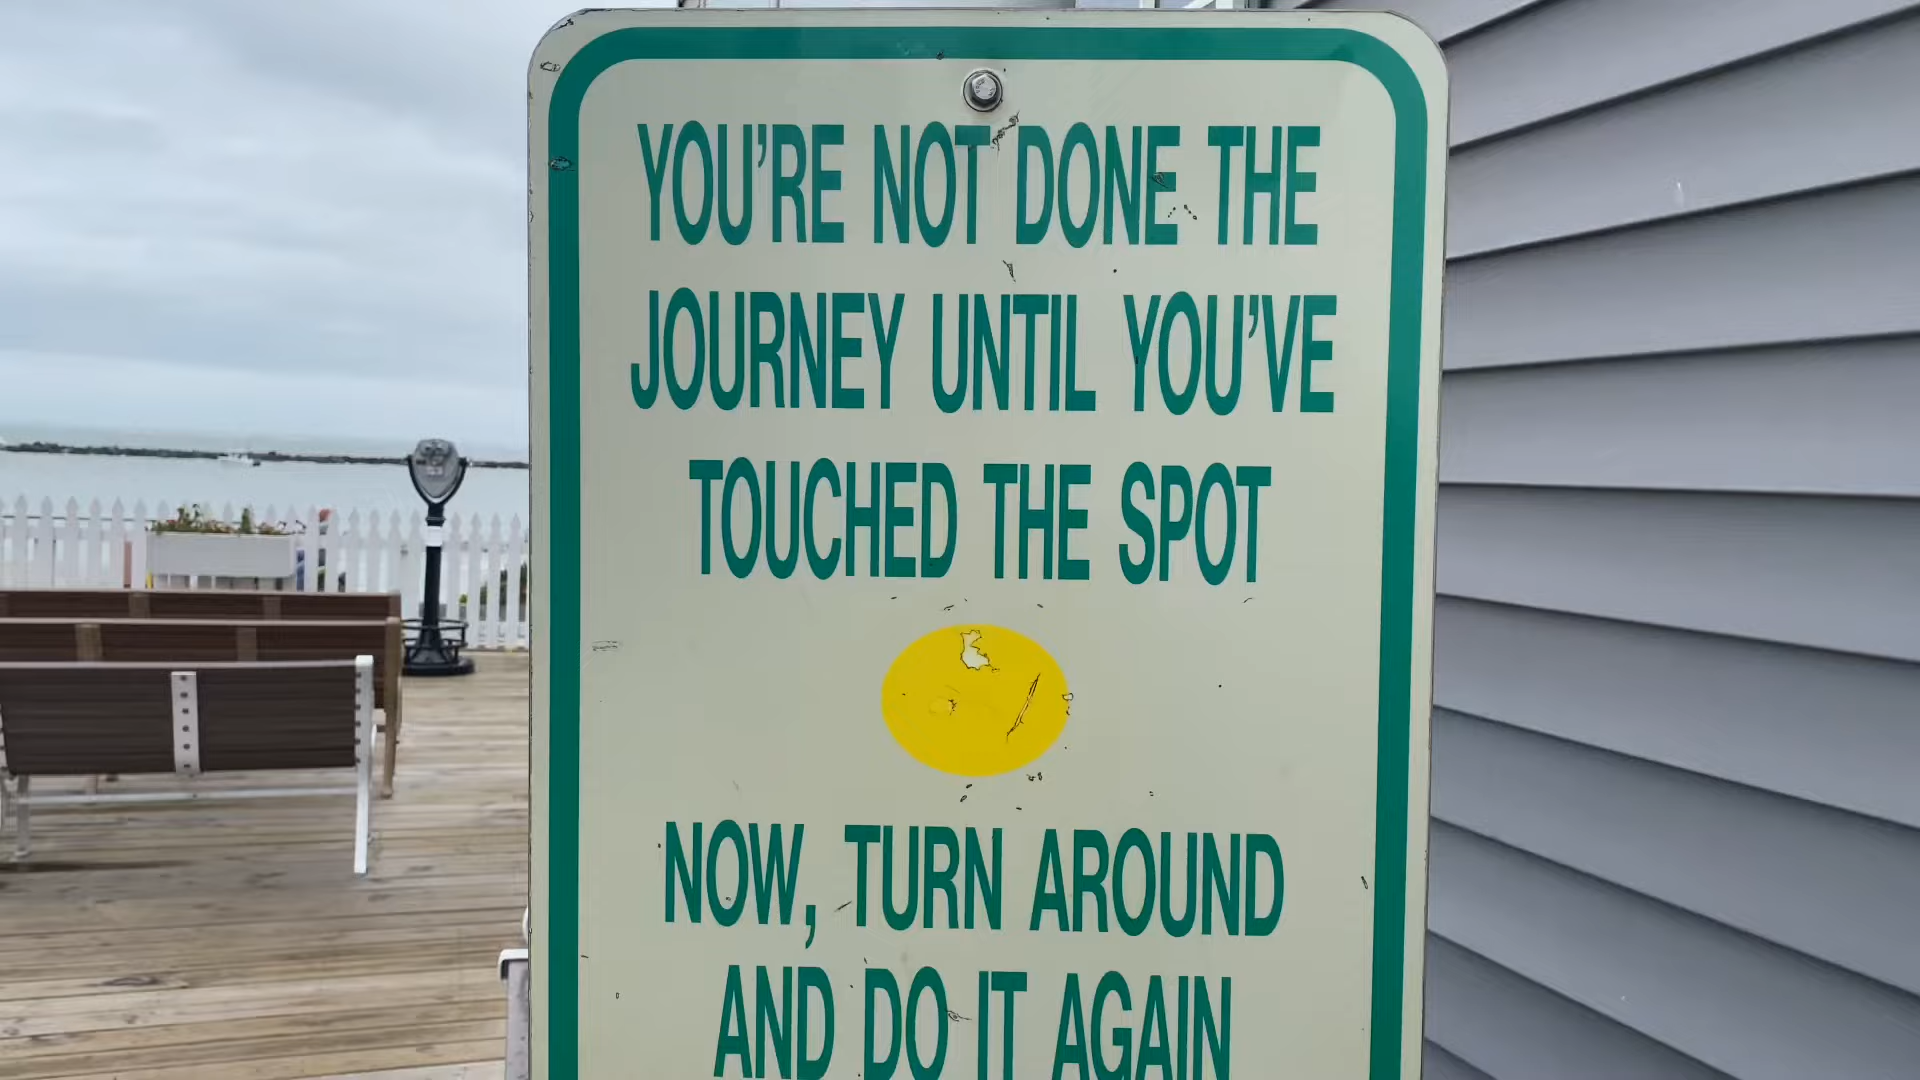 YOU'RE NOT DONE THE
JOURNEY UNTIL YOU'VE
TOUCHED THE SPOT
NOW, TURN AROUND
AND DO IT AGAIN